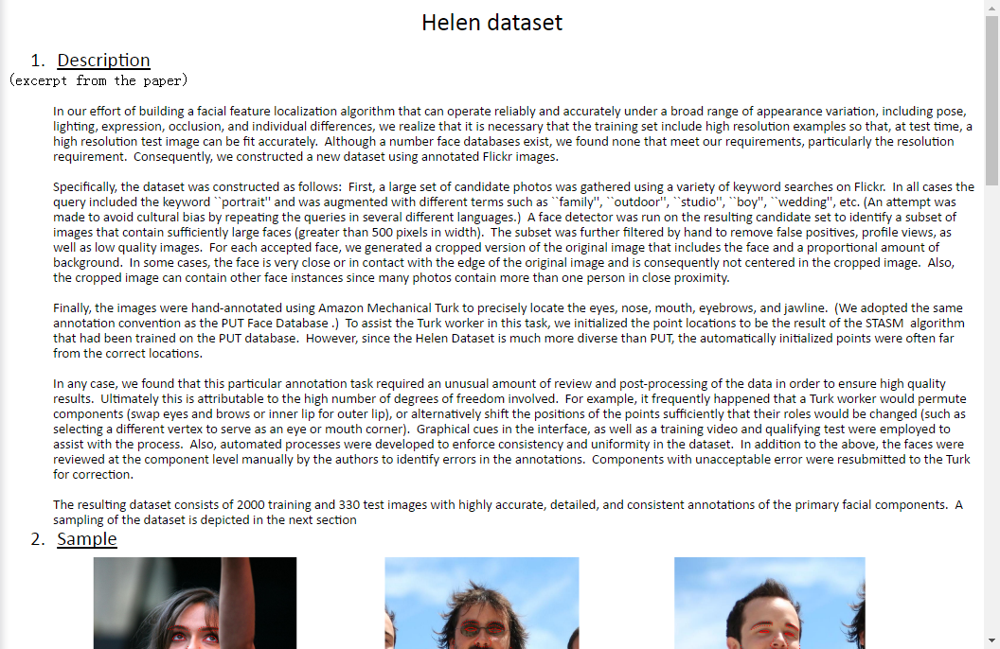 Helen dataset
1. Description
(excerpt from the paper)
In our effort of building a facial feature localization algorithm that can operate reliably and accurately under a broad range of appearance variation, including pose,
lighting, expression, occlusion, and individual differences, we realize that it is necessary that the training set include high resolution examples so that, at test time, a
high resolution test image can be fit accurately.  Although a number face databases exist, we found none that meet our requirements, particularly the resolution
requirement.  Consequently, we constructed a new dataset using annotated Flickr images.
Specifically, the dataset was constructed as follows:  First, a large set of candidate photos was gathered using a variety of keyword searches on Flickr.  In all cases the
query included the keyword ``portrait'' and was augmented with different terms such as ``family'', ``outdoor'', ``studio'', ``boy'', ``wedding'', etc. (An attempt was
made to avoid cultural bias by repeating the queries in several different languages.)  A face detector was run on the resulting candidate set to identify a subset of
images that contain sufficiently large faces (greater than 500 pixels in width).  The subset was further filtered by hand to remove false positives, profile views, as
well as low quality images.  For each accepted face, we generated a cropped version of the original image that includes the face and a proportional amount of
background.  In some cases, the face is very close or in contact with the edge of the original image and is consequently not centered in the cropped image.  Also,
the cropped image can contain other face instances since many photos contain more than one person in close proximity.
Finally, the images were hand-annotated using Amazon Mechanical Turk to precisely locate the eyes, nose, mouth, eyebrows, and jawline.  (We adopted the same
annotation convention as the PUT Face Database .)  To assist the Turk worker in this task, we initialized the point locations to be the result of the STASM  algorithm
that had been trained on the PUT database.  However, since the Helen Dataset is much more diverse than PUT, the automatically initialized points were often far
from the correct locations.
In any case, we found that this particular annotation task required an unusual amount of review and post-processing of the data in order to ensure high quality
results.  Ultimately this is attributable to the high number of degrees of freedom involved.  For example, it frequently happened that a Turk worker would permute
components (swap eyes and brows or inner lip for outer lip), or alternatively shift the positions of the points sufficiently that their roles would be changed (such as
selecting a different vertex to serve as an eye or mouth corner).  Graphical cues in the interface, as well as a training video and qualifying test were employed to
assist with the process.  Also, automated processes were developed to enforce consistency and uniformity in the dataset.  In addition to the above, the faces were
reviewed at the component level manually by the authors to identify errors in the annotations.  Components with unacceptable error were resubmitted to the Turk
for correction.
The resulting dataset consists of 2000 training and 330 test images with highly accurate, detailed, and consistent annotations of the primary facial components.  A
sampling of the dataset is depicted in the next section
2. Sample